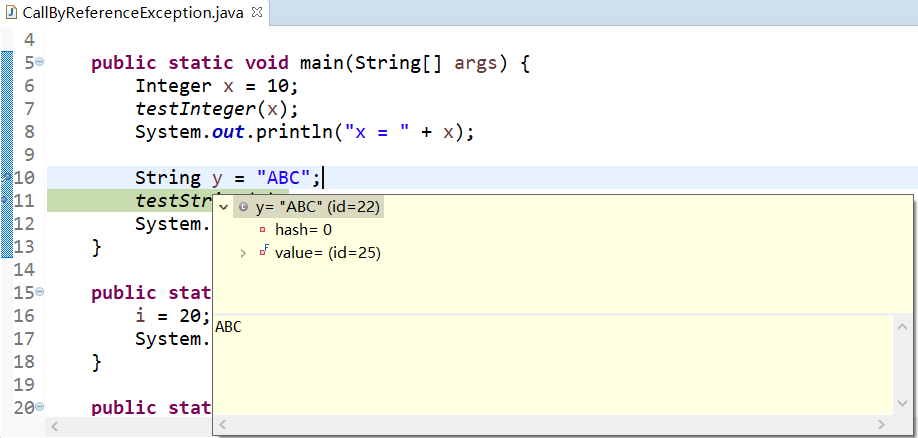 CallByReferenceException.java
4
5 public static void main(String[] args) {
6 Integer x = 10;
7 testInteger(x);
8 System.out.println("x = " + x);
9
10 String y = "ABC";
11 testStr
12 System.
13 }
14
15 public stat
16 i = 20;
17 System.
18 }
19
20 public stat
y= "ABC" (id=22)
hash= 0
value= (id=25)
ABC